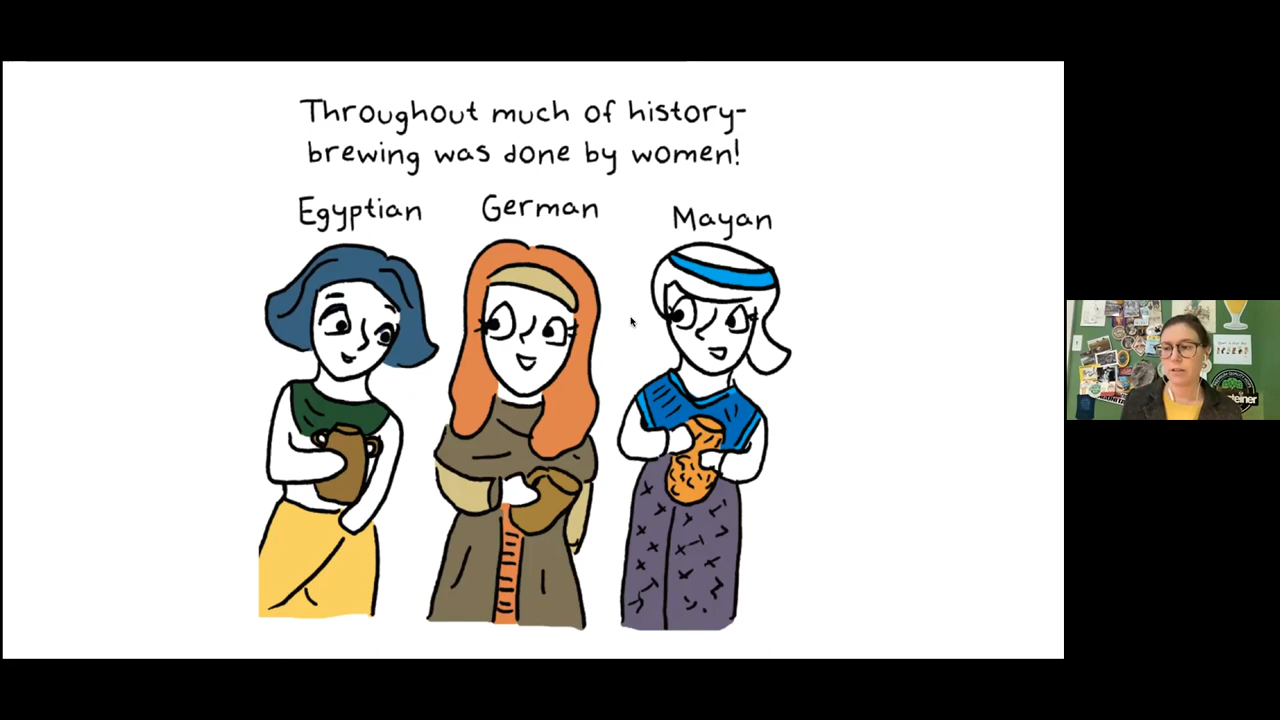 Throughout much of history-
brewing was done by women!
Egyptian German Mayan